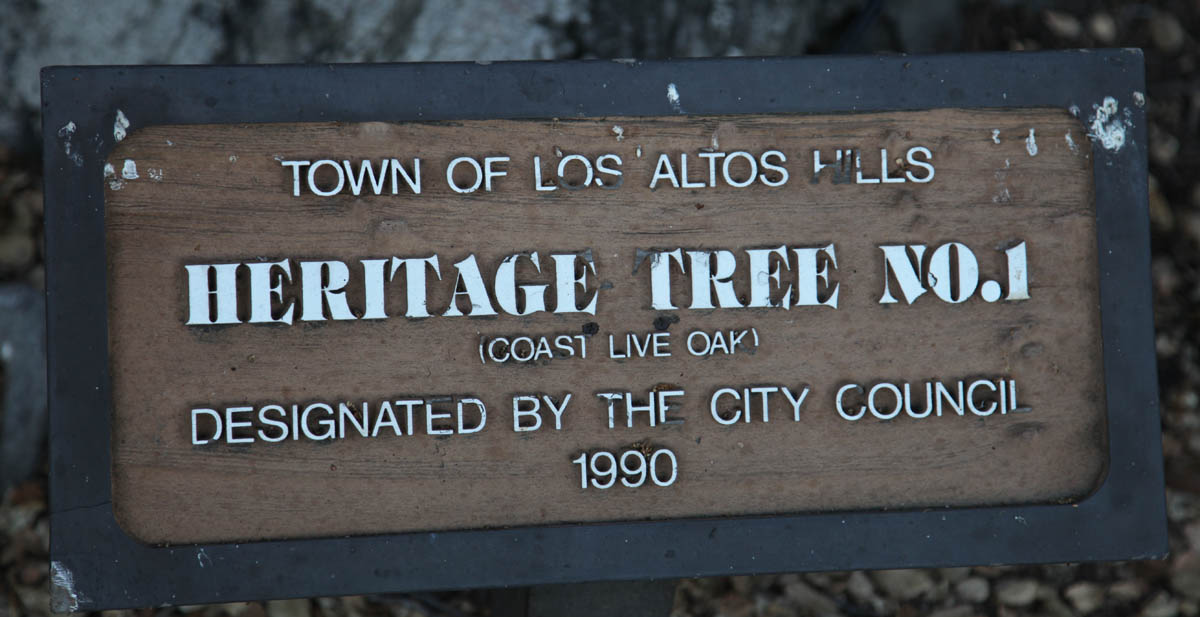 TOWN OF LOS ALTOS HILLS
HERITAGE TREE NO.1
(COAST LIVE OAK)
DESIGNATED BY THE CITY COUNCIL
1990